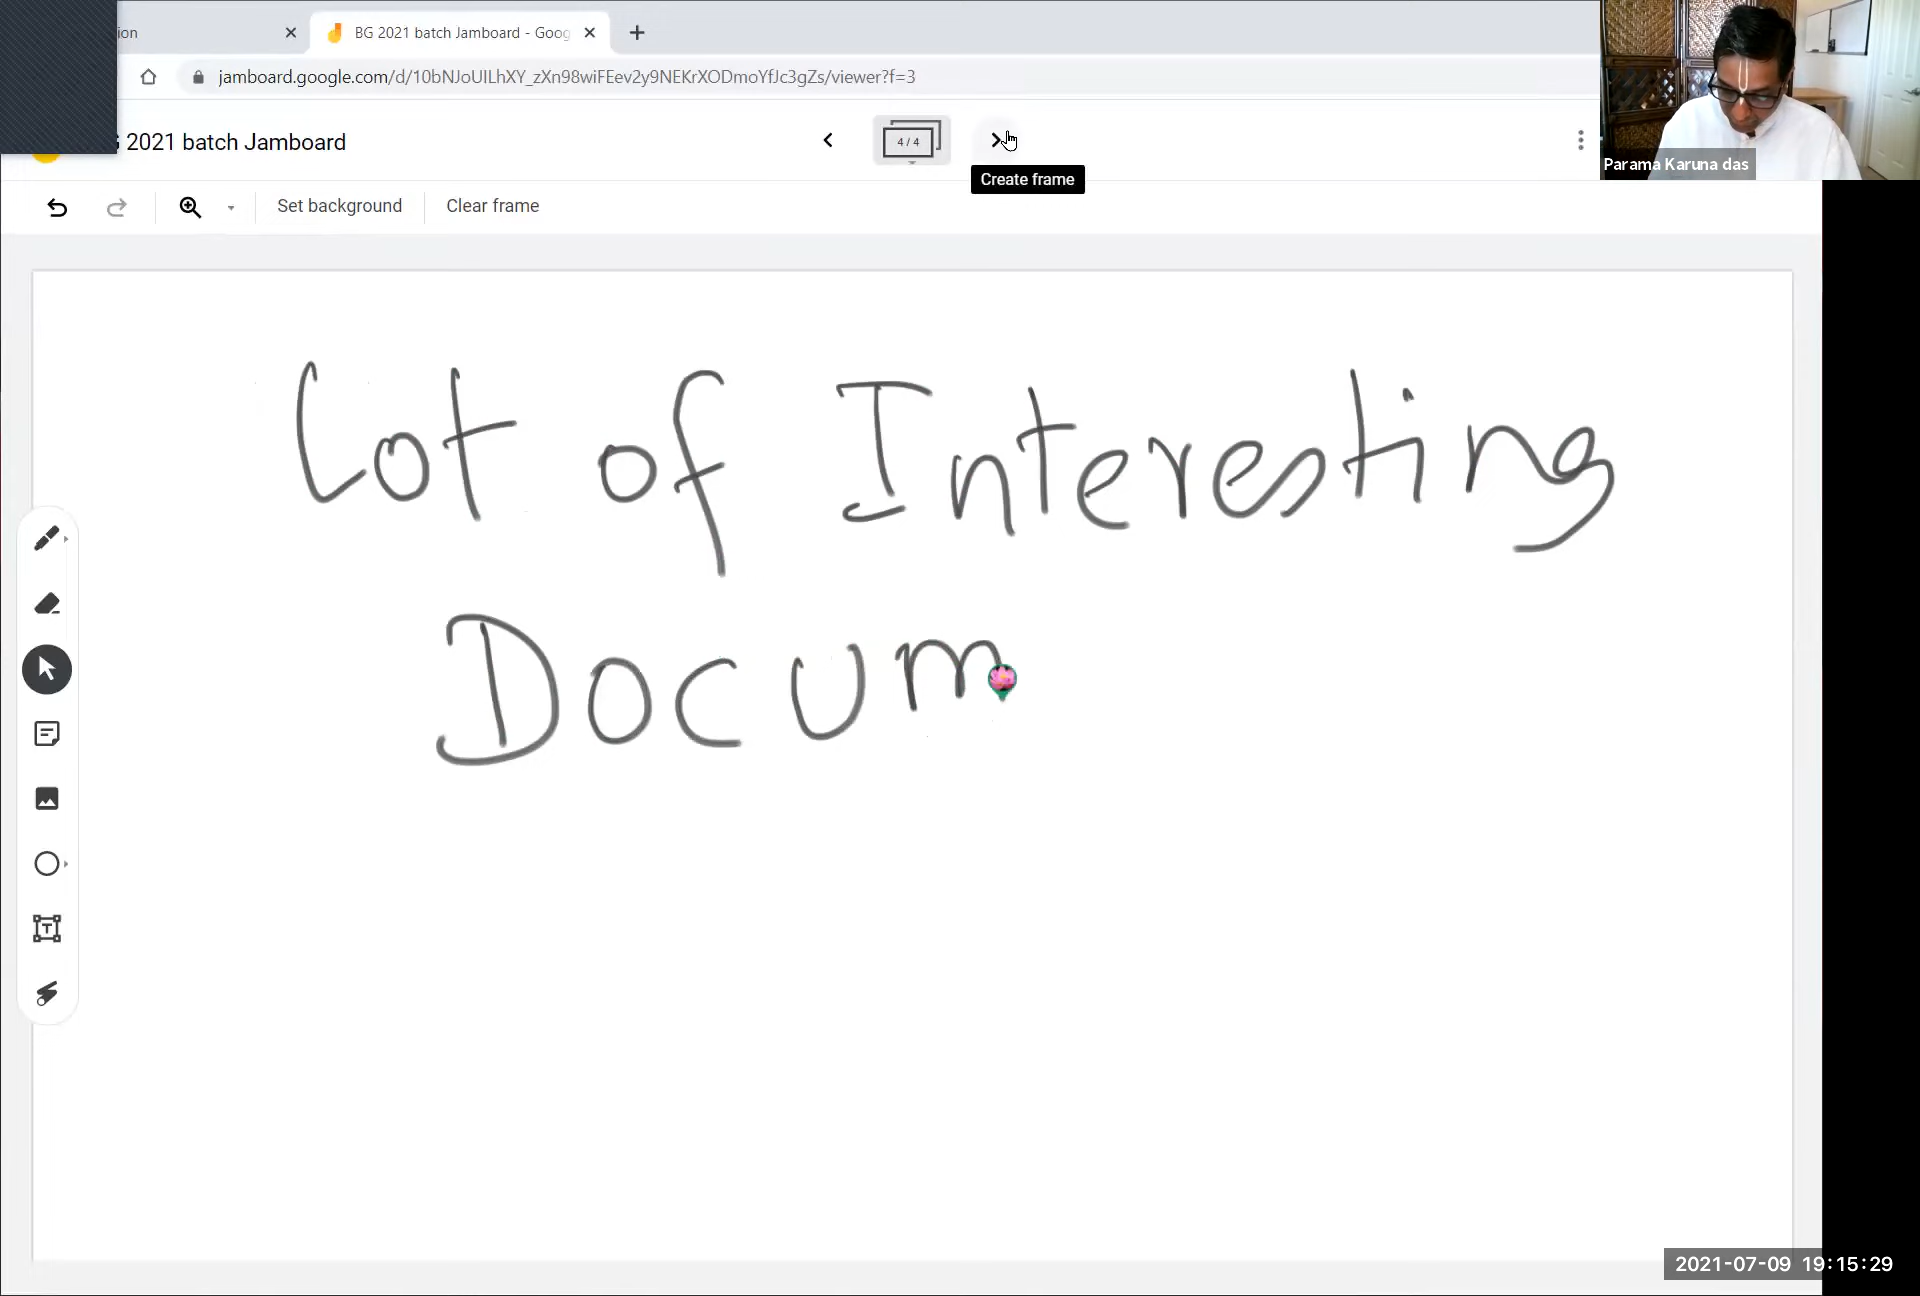 ion
BG 2021 batch Jamboard - Goog
jamboard.google.com/d/10bNJoUILhXY_zXn98wiFEev2y9NEKrXODmoYfJc3gZs/viewer?f=3
2021 batch Jamboard
4 / 4
Create frame
Parama Karuna das
Set background Clear frame
Lot of Interesting
Docum
2021-07-09 19:15:29